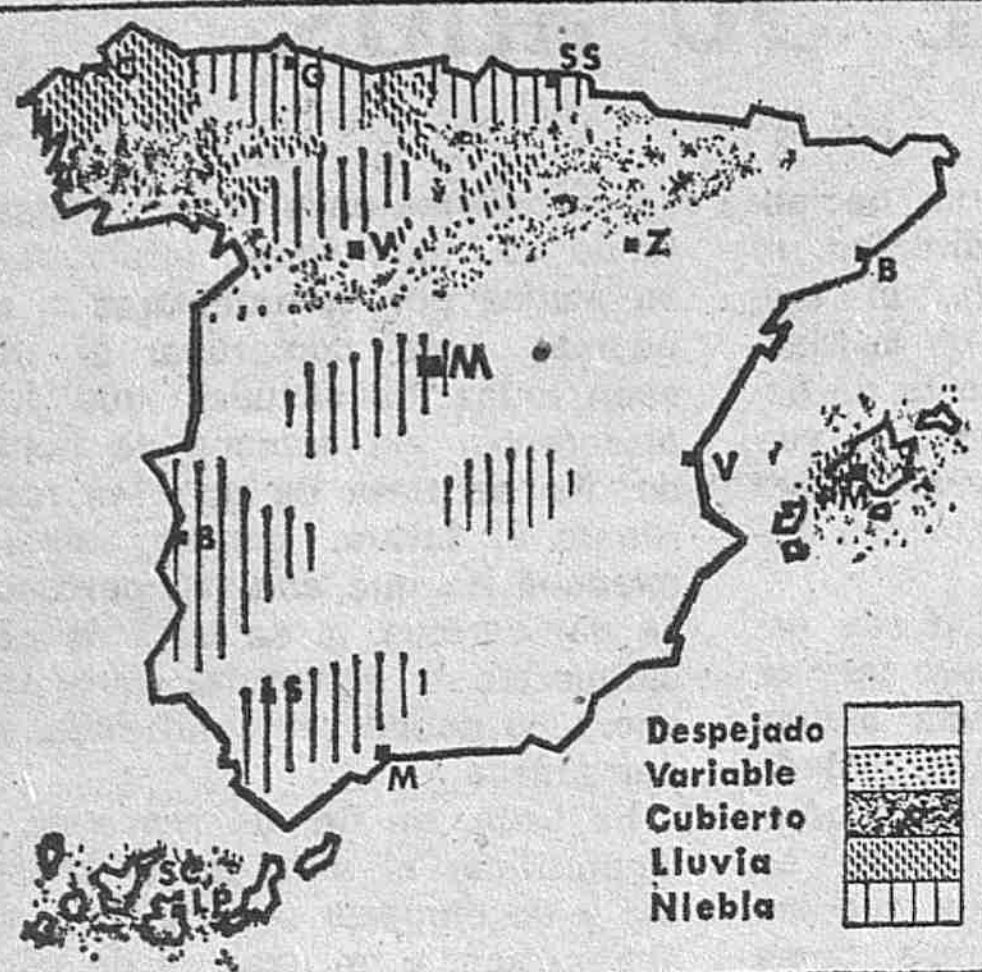 SS
G
V
Z
B
M
V
M
B
S
M
SC
LP
Despejado
Variable
Cubierto
Lluvia
Niebla